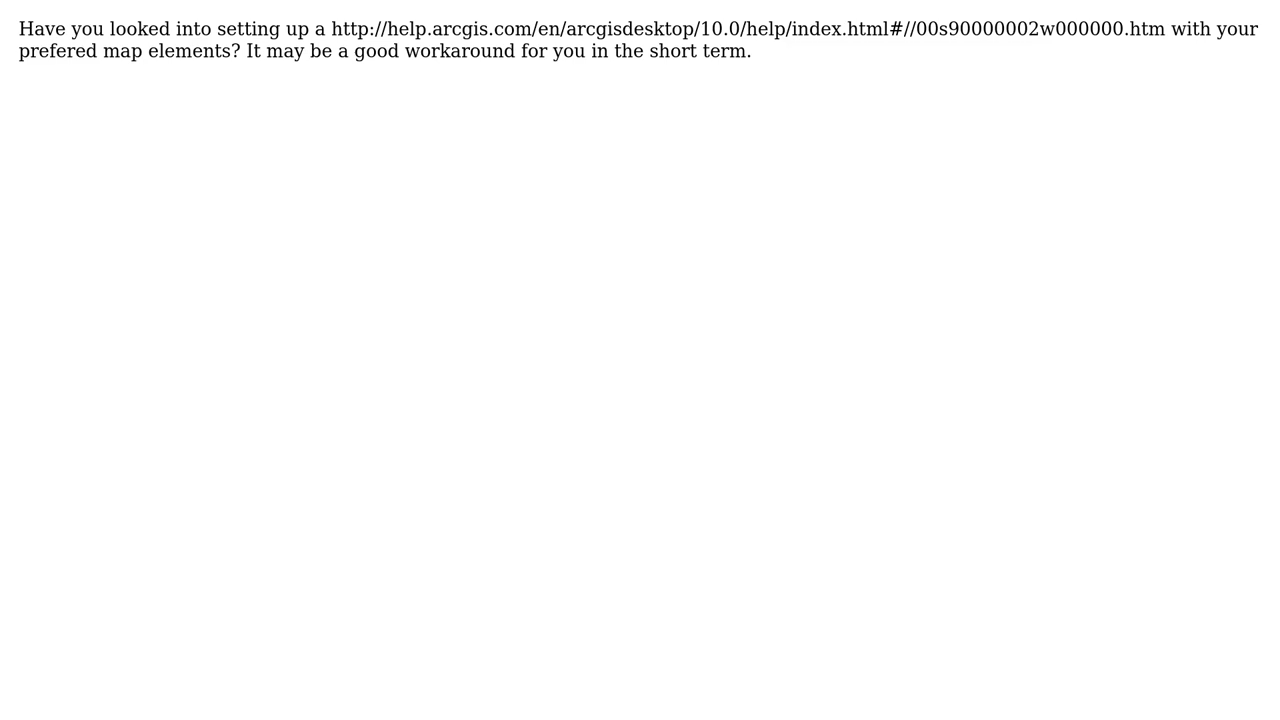 Have you looked into setting up a http://help.arcgis.com/en/arcgisdesktop/10.0/help/index.html#//00s90000002w000000.htm with your
prefered map elements? It may be a good workaround for you in the short term.